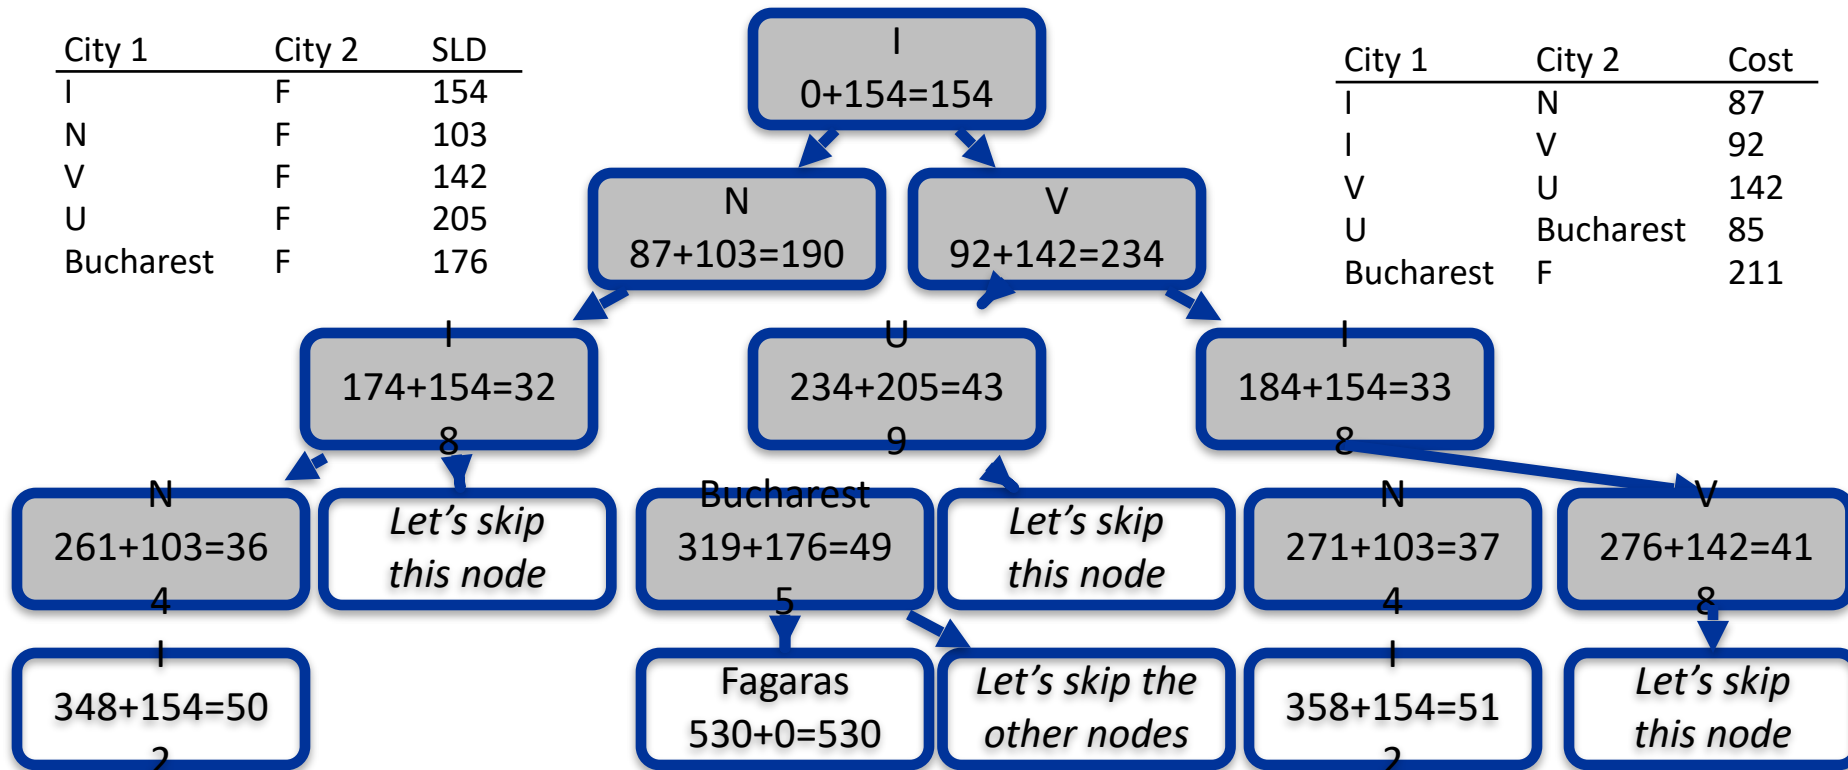 City 1 City 2 SLD
I F 154
N F 103
V F 142
U F 205
Bucharest F 176
City 1 City 2 Cost
I N 87
I V 92
V U 142
U Bucharest 85
Bucharest F 211
I
0+154=154
N
87+103=190
V
92+142=234
I
174+154=32
8
U
234+205=43
9
I
184+154=33
8
N
261+103=36
4
Let’s skip
this node
Bucharest
319+176=49
5
Let’s skip
this node
N
271+103=37
4
V
276+142=41
8
I
348+154=50
2
Fagaras
530+0=530
Let’s skip the
other nodes
I
358+154=51
2
Let’s skip
this node